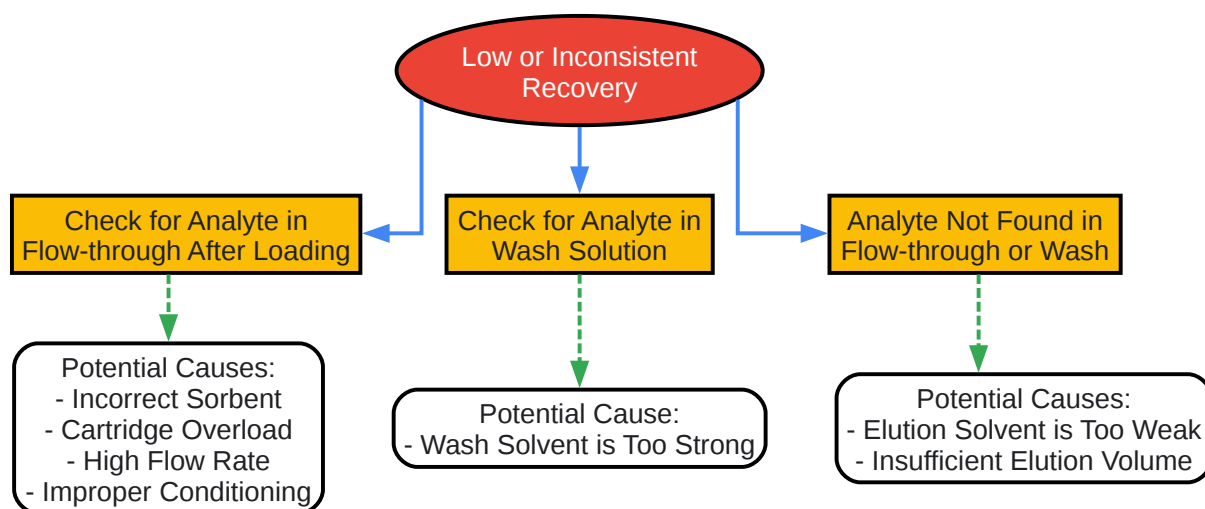 Low or Inconsistent
Recovery
Check for Analyte in
Flow-through After Loading
Check for Analyte in
Wash Solution
Analyte Not Found in
Flow-through or Wash
Potential Causes:
- Incorrect Sorbent
- Cartridge Overload
- High Flow Rate
- Improper Conditioning
Potential Cause:
- Wash Solvent is Too Strong
Potential Causes:
- Elution Solvent is Too Weak
- Insufficient Elution Volume